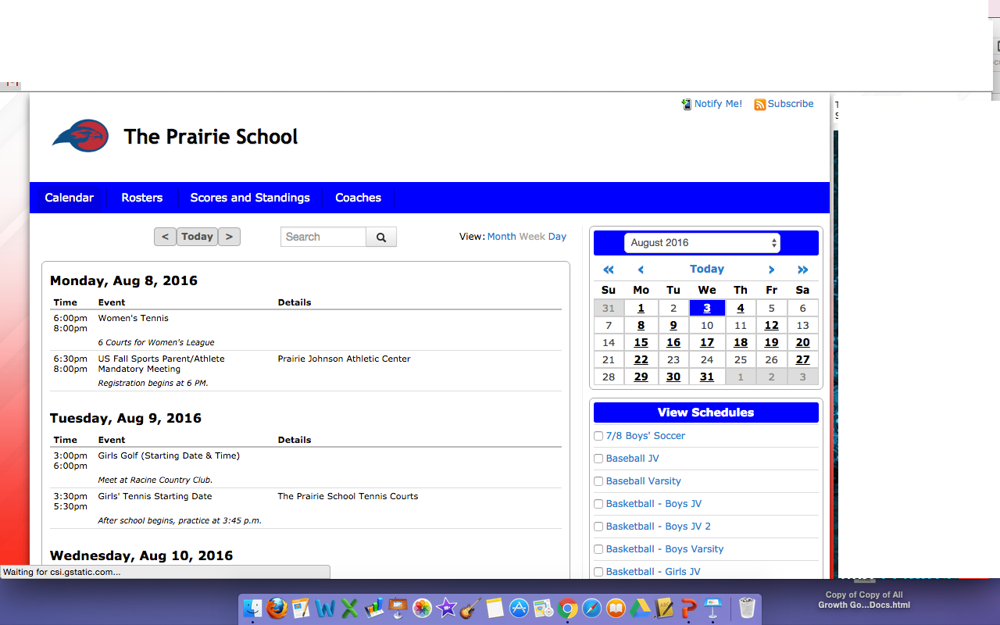 Notify Me! Subscribe
The Prairie School
Calendar Rosters Scores and Standings Coaches
< Today > Search View: Month Week Day
August 2016
« ‹ Today › »
Su Mo Tu We Th Fr Sa
31 1 2 3 4 5 6
7 8 9 10 11 12 13
14 15 16 17 18 19 20
21 22 23 24 25 26 27
28 29 30 31 1 2 3
Monday, Aug 8, 2016
Time Event Details
6:00pm Women's Tennis
8:00pm
6 Courts for Women's League
6:30pm US Fall Sports Parent/Athlete Prairie Johnson Athletic Center
8:00pm Mandatory Meeting
Registration begins at 6 PM.
Tuesday, Aug 9, 2016
Time Event Details
3:00pm Girls Golf (Starting Date & Time)
6:00pm
Meet at Racine Country Club.
3:30pm Girls' Tennis Starting Date The Prairie School Tennis Courts
5:30pm
After school begins, practice at 3:45 p.m.
Wednesday, Aug 10, 2016
View Schedules
7/8 Boys' Soccer
Baseball JV
Baseball Varsity
Basketball - Boys JV
Basketball - Boys JV 2
Basketball - Boys Varsity
Basketball - Girls JV
Waiting for csi.gstatic.com...
Copy of Copy of All
Growth Go...Docs.html